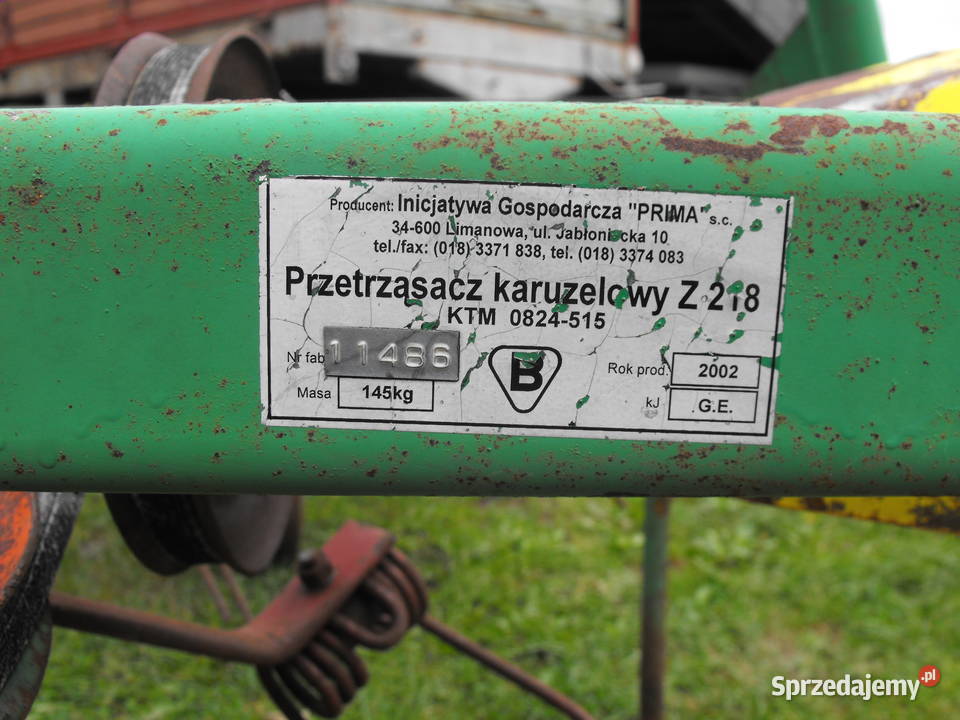 Producent: Inicjatywa Gospodarcza "PRIMA" s.c.
34-600 Limanowa, ul. Jabłoniecka 10
tel./fax: (018) 3371 838, tel. (018) 3374 083
Przetrząsacz karuzelowy Z 218
KTM 0824-515
Nr fab 11486
B
Rok prod. 2002
Masa 145kg
kJ G.E.
Sprzedajemy.pl